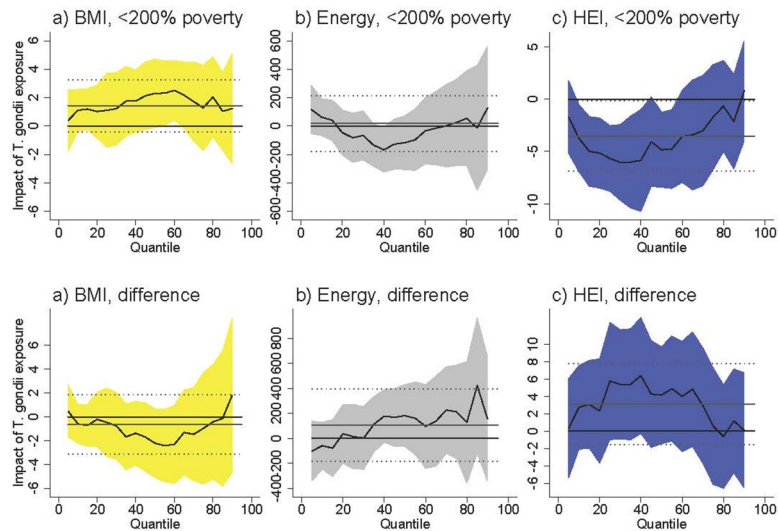 a) BMI, <200% poverty
b) Energy, <200% poverty
c) HEI, <200% poverty
Impact of T. gondii exposure
6
4
2
0
-2
-4
-6
0 20 40 60 80 100
Quantile
600
400
200
0
-200
-400
-600
0 20 40 60 80 100
Quantile
5
0
-5
-10
0 20 40 60 80 100
Quantile
a) BMI, difference
b) Energy, difference
c) HEI, difference
Impact of T. gondii exposure
6
4
2
0
-2
-4
-6
0 20 40 60 80 100
Quantile
800
600
400
200
0
-200
-400
0 20 40 60 80 100
Quantile
10
8
6
4
2
0
-2
-4
-6
0 20 40 60 80 100
Quantile